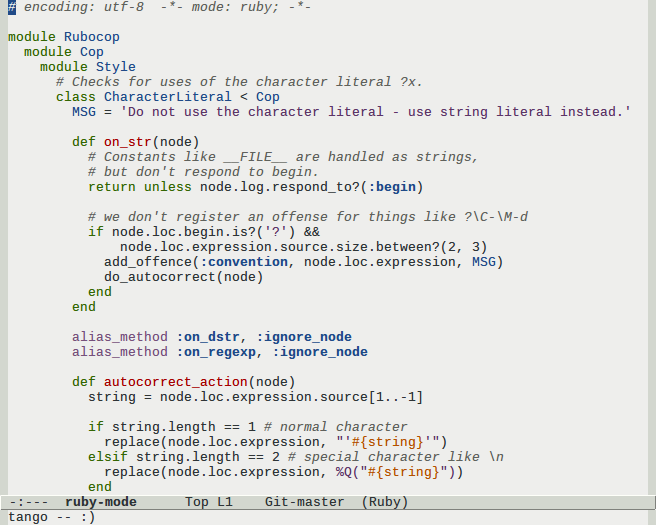 # encoding: utf-8  -*- mode: ruby; -*-

module Rubocop
  module Cop
    module Style
      # Checks for uses of the character literal ?x.
      class CharacterLiteral < Cop
        MSG = 'Do not use the character literal - use string literal instead.'

        def on_str(node)
          # Constants like __FILE__ are handled as strings,
          # but don't respond to begin.
          return unless node.log.respond_to?(:begin)

          # we don't register an offense for things like ?\C-\M-d
          if node.loc.begin.is?('?') &&
              node.loc.expression.source.size.between?(2, 3)
            add_offence(:convention, node.loc.expression, MSG)
            do_autocorrect(node)
          end
        end

        alias_method :on_dstr, :ignore_node
        alias_method :on_regexp, :ignore_node

        def autocorrect_action(node)
          string = node.loc.expression.source[1..-1]

          if string.length == 1 # normal character
            replace(node.loc.expression, "'#{string}'")
          elsif string.length == 2 # special character like \n
            replace(node.loc.expression, %Q("#{string}"))
          end
-:---  ruby-mode      Top L1    Git-master  (Ruby)
tango -- :)